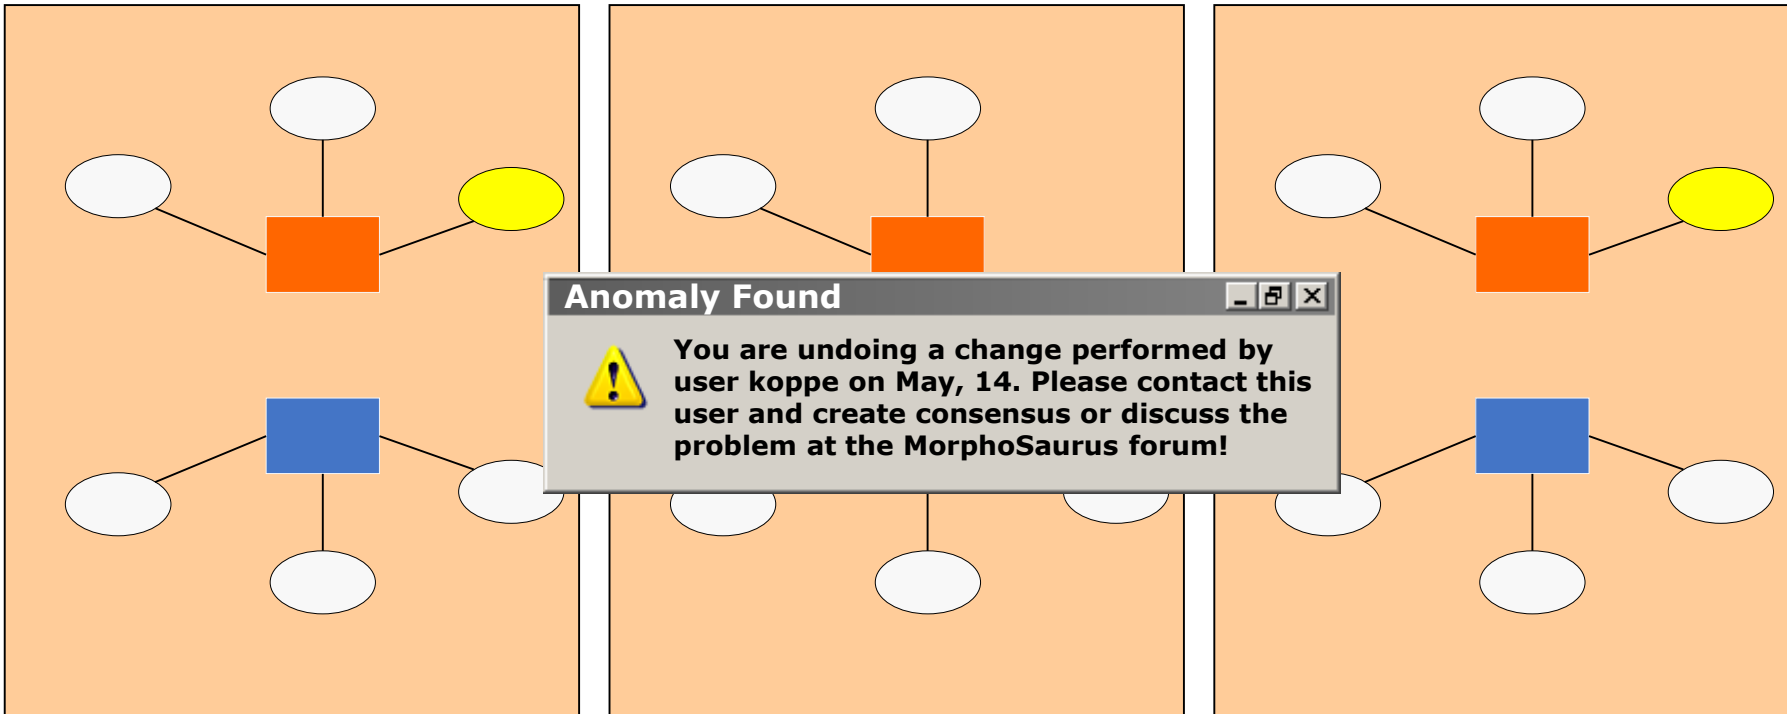 Anomaly Found
You are undoing a change performed by
user koppe on May, 14. Please contact this
user and create consensus or discuss the
problem at the MorphoSaurus forum!